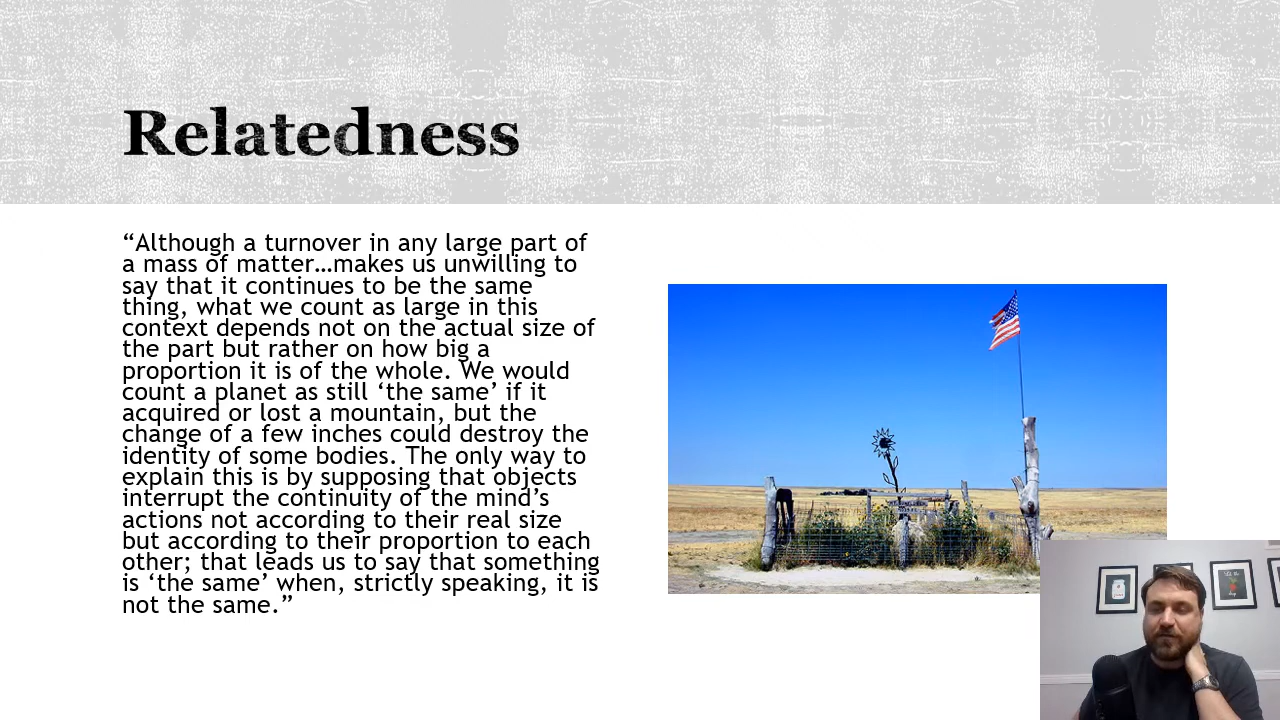 Relatedness
“Although a turnover in any large part of
a mass of matter…makes us unwilling to
say that it continues to be the same
thing, what we count as large in this
context depends not on the actual size of
the part but rather on how big a
proportion it is of the whole. We would
count a planet as still ‘the same’ if it
acquired or lost a mountain, but the
change of a few inches could destroy the
identity of some bodies. The only way to
explain this is by supposing that objects
interrupt the continuity of the mind’s
actions not according to their real size
but according to their proportion to each
other; that leads us to say that something
is ‘the same’ when, strictly speaking, it is
not the same.”